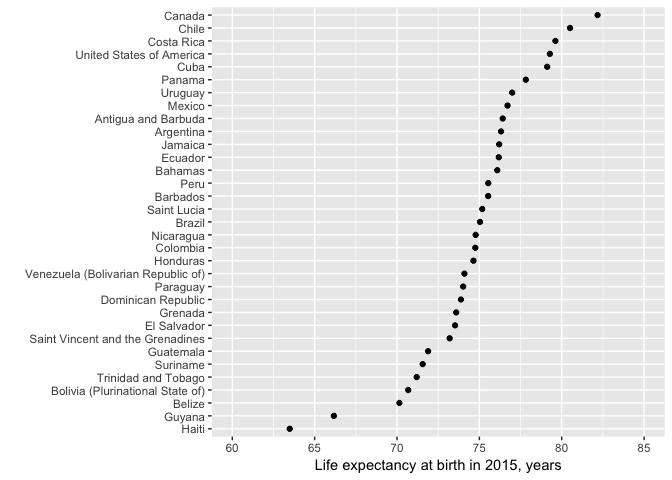 Canada
Chile
Costa Rica
United States of America
Cuba
Panama
Uruguay
Mexico
Antigua and Barbuda
Argentina
Jamaica
Ecuador
Bahamas
Peru
Barbados
Saint Lucia
Brazil
Nicaragua
Colombia
Honduras
Venezuela (Bolivarian Republic of)
Paraguay
Dominican Republic
Grenada
El Salvador
Saint Vincent and the Grenadines
Guatemala
Suriname
Trinidad and Tobago
Bolivia (Plurinational State of)
Belize
Guyana
Haiti
60 65 70 75 80 85
Life expectancy at birth in 2015, years